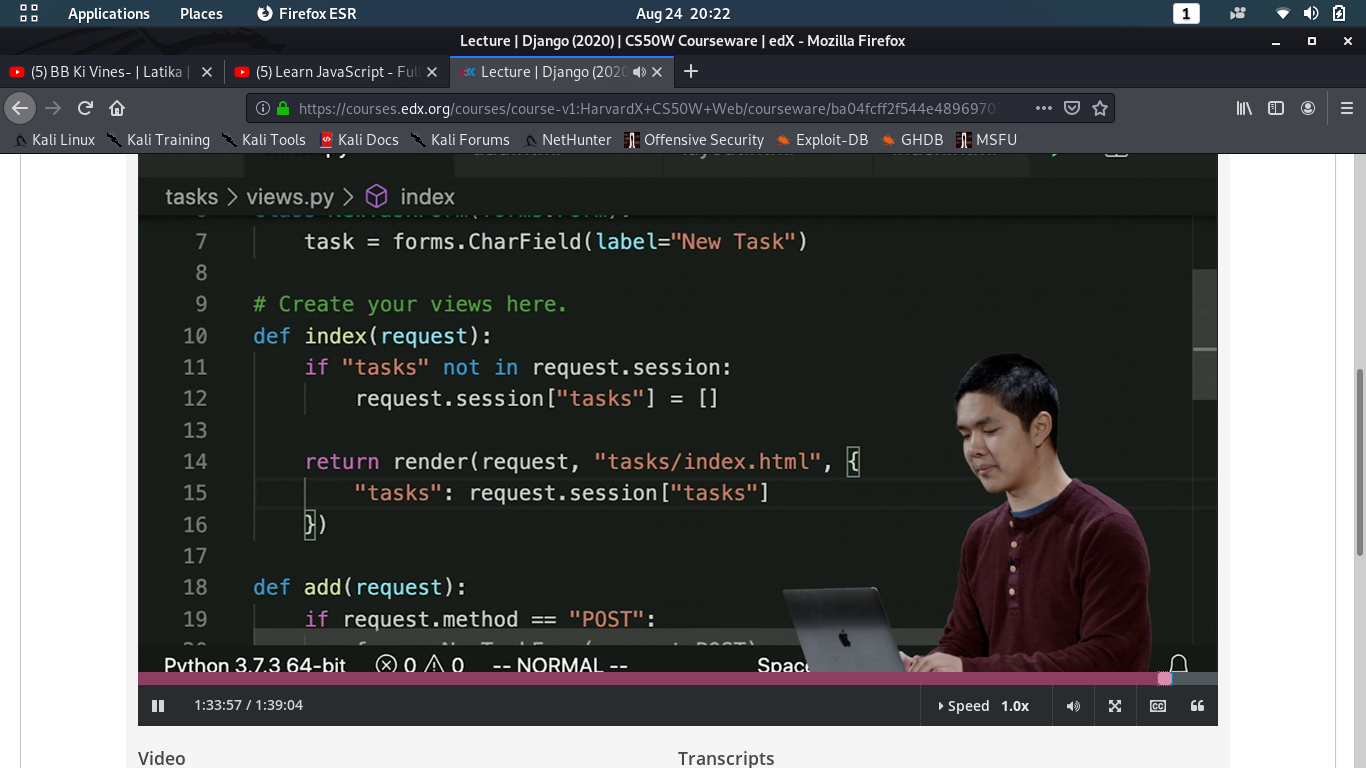 Applications Places Firefox ESR Aug 24 20:22 1
Lecture | Django (2020) | CS50W Courseware | edX - Mozilla Firefox
(5) BB Ki Vines- | Latika | (5) Learn JavaScript - Ful Lecture | Django (2020
https://courses.edx.org/courses/course-v1:HarvardX+CS50W+Web/courseware/ba04fcff2f544e4896970
Kali Linux Kali Training Kali Tools Kali Docs Kali Forums NetHunter Offensive Security Exploit-DB GHDB MSFU
tasks > views.py > index
7 task = forms.CharField(label="New Task")
8
9 # Create your views here.
10 def index(request):
11 if "tasks" not in request.session:
12 request.session["tasks"] = []
13
14 return render(request, "tasks/index.html", {
15 "tasks": request.session["tasks"]
16 })
17
18 def add(request):
19 if request.method == "POST":
Python 3.7.3 64-bit 0 0 -- NORMAL -- Space
1:33:57 / 1:39:04 Speed 1.0x CC
Video Transcripts